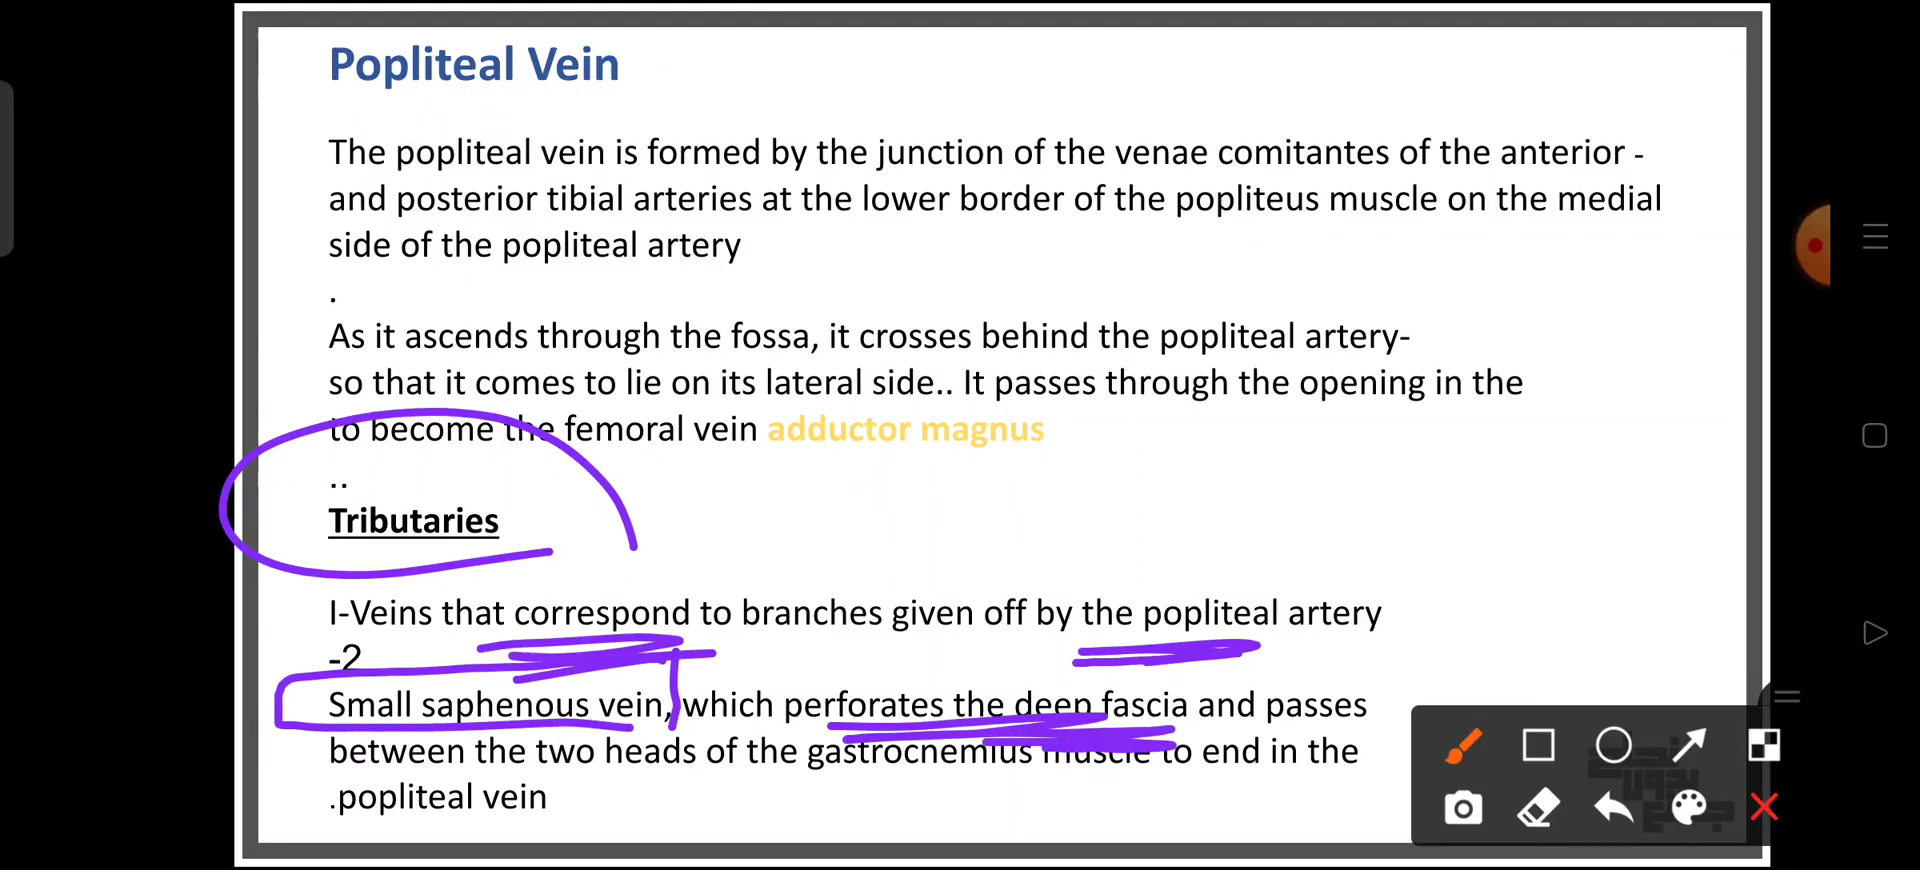 Popliteal Vein
The popliteal vein is formed by the junction of the venae comitantes of the anterior -
and posterior tibial arteries at the lower border of the popliteus muscle on the medial
side of the popliteal artery
.
As it ascends through the fossa, it crosses behind the popliteal artery-
so that it comes to lie on its lateral side.. It passes through the opening in the
to become the femoral vein adductor magnus
..
Tributaries
I-Veins that correspond to branches given off by the popliteal artery
-2
Small saphenous vein, which perforates the deep fascia and passes
between the two heads of the gastrocnemius muscle to end in the
.popliteal vein